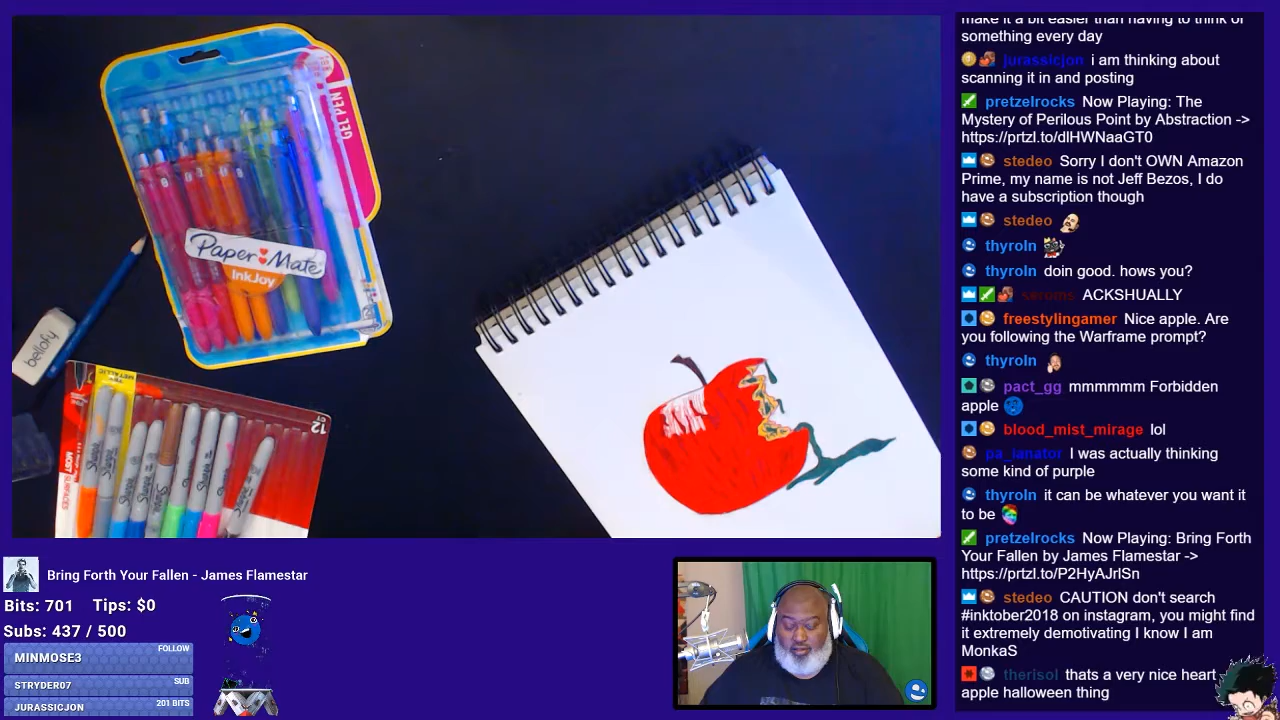 make it a bit easier than having to think of
something every day
jurassicjon i am thinking about
scanning it in and posting
pretzelrocks Now Playing: The
Mystery of Perilous Point by Abstraction ->
https://prtzl.to/dlHWNaaGT0
stedeo Sorry I don't OWN Amazon
Prime, my name is not Jeff Bezos, I do
have a subscription though
stedeo
thyroln
thyroln doin good. hows you?
seroms ACKSHUALLY
freestylingamer Nice apple. Are
you following the Warframe prompt?
thyroln
pact_gg mmmmmm Forbidden
apple
blood_mist_mirage lol
pa_ianator I was actually thinking
some kind of purple
thyroln it can be whatever you want it
to be
pretzelrocks Now Playing: Bring Forth
Your Fallen by James Flamestar ->
https://prtzl.to/P2HyAJrlSn
stedeo CAUTION don't search
#inktober2018 on instagram, you might find
it extremely demotivating I know I am
MonkaS
therisol thats a very nice heart
apple halloween thing
GEL PEN
Paper Mate
InkJoy
bellofy
METALLIC
MOST SURFACES
12
CT
Sharpie
Bring Forth Your Fallen - James Flamestar
Bits: 701 Tips: $0
Subs: 437 / 500
FOLLOW
MINMOSE3
SUB
STRYDER07
201 BITS
JURASSICJON